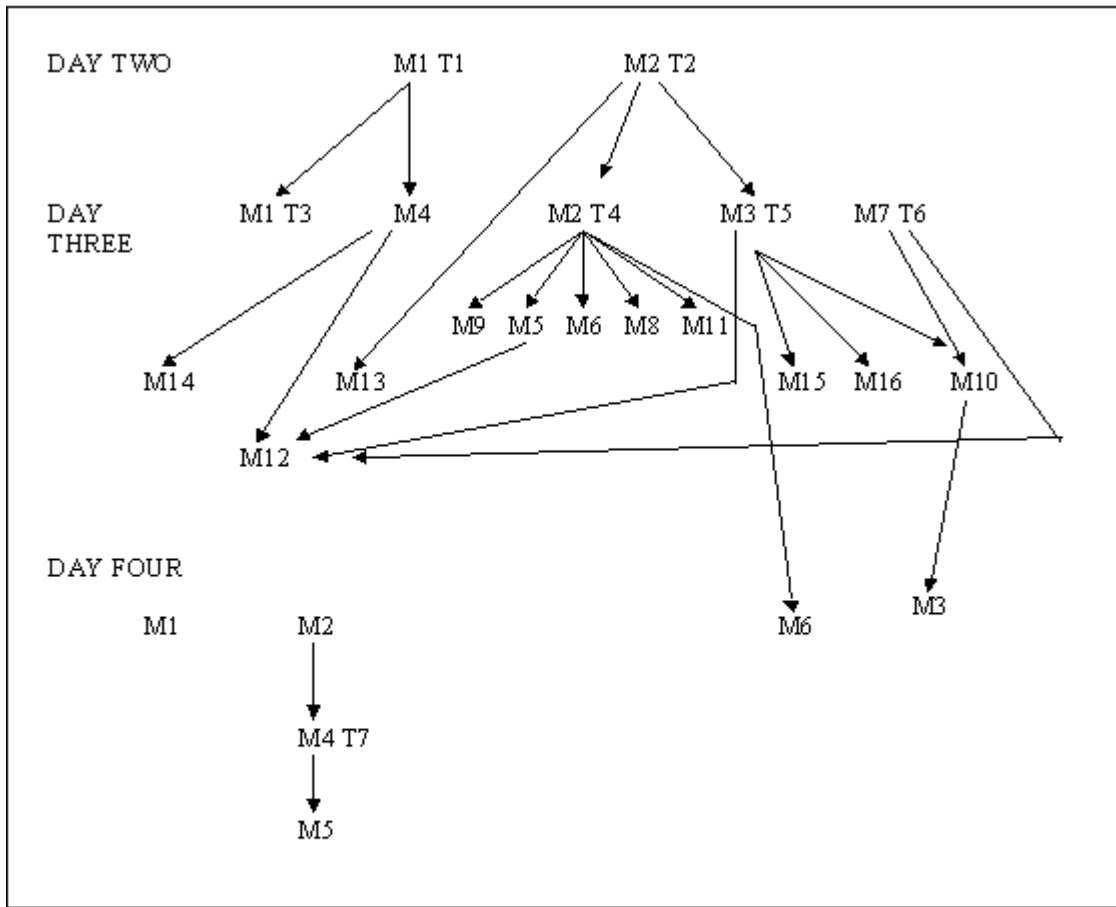 DAY TWO M1 T1 M2 T2
DAY THREE M1 T3 M4 M2 T4 M3 T5 M7 T6
M9 M5 M6 M8 M11
M14 M13 M15 M16 M10
M12
DAY FOUR
M3
M1 M2 M6
M4 T7
M5